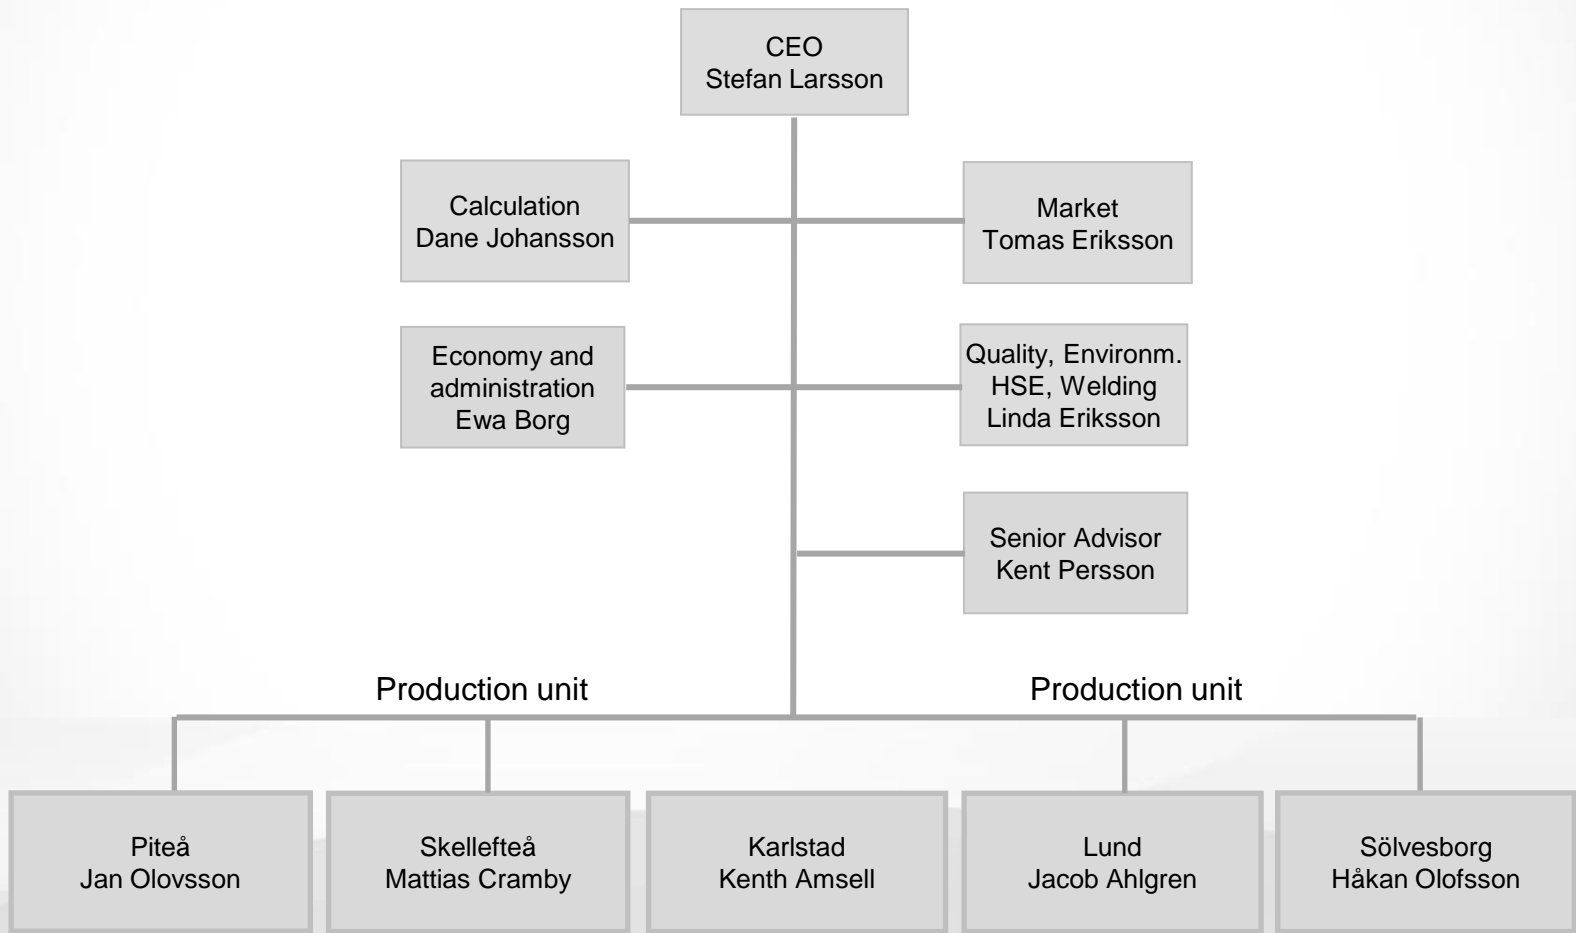 CEO
Stefan Larsson
Calculation
Dane Johansson
Market
Tomas Eriksson
Economy and
administration
Ewa Borg
Quality, Environm.
HSE, Welding
Linda Eriksson
Senior Advisor
Kent Persson
Production unit
Production unit
Piteå
Jan Olovsson
Skellefteå
Mattias Cramby
Karlstad
Kenth Amsell
Lund
Jacob Ahlgren
Sölvesborg
Håkan Olofsson